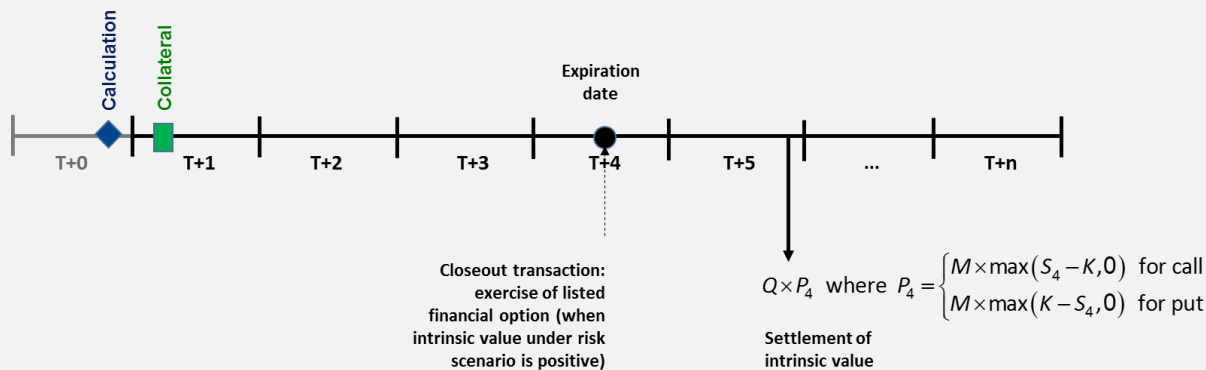 Calculation
Collateral
Expiration
date
T+0
T+1
T+2
T+3
T+4
T+5
...
T+n
Closeout transaction:
exercise of listed
financial option (when
intrinsic value under risk
scenario is positive)
Q×P₄ where P₄ = { M×max(S₄−K,0) for call
M×max(K−S₄,0) for put
Settlement of
intrinsic value